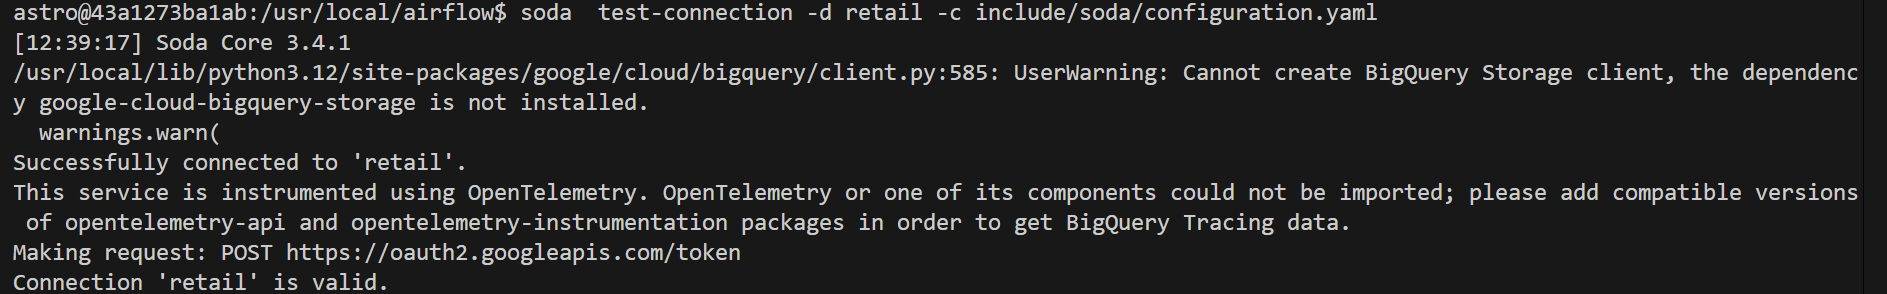 astro@43a1273ba1ab:/usr/local/airflow$ soda  test-connection -d retail -c include/soda/configuration.yaml
[12:39:17] Soda Core 3.4.1
/usr/local/lib/python3.12/site-packages/google/cloud/bigquery/client.py:585: UserWarning: Cannot create BigQuery Storage client, the dependenc
y google-cloud-bigquery-storage is not installed.
  warnings.warn(
Successfully connected to 'retail'.
This service is instrumented using OpenTelemetry. OpenTelemetry or one of its components could not be imported; please add compatible versions
 of opentelemetry-api and opentelemetry-instrumentation packages in order to get BigQuery Tracing data.
Making request: POST https://oauth2.googleapis.com/token
Connection 'retail' is valid.